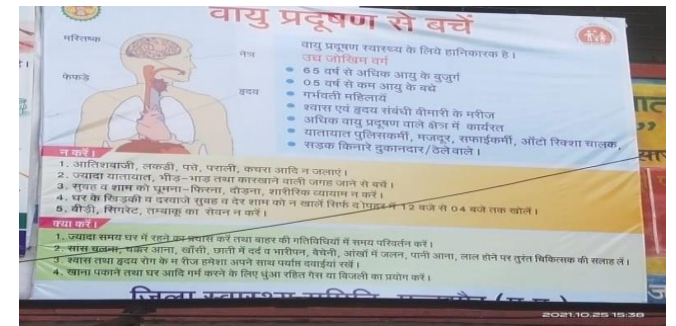 वायु प्रदूषण से बचें
मस्तिष्क
नेत्र
फेफड़े
हृदय
वायु प्रदूषण स्वास्थ्य के लिये हानिकारक है।
उच्च जोखिम वर्ग
65 वर्ष से अधिक आयु के बुजुर्ग
05 वर्ष से कम आयु के बच्चे
गर्भवती महिलायें
श्वास एवं हृदय संबंधी बीमारी के मरीज
अधिक वायु प्रदूषण वाले क्षेत्र में कार्यरत
यातायात पुलिसकर्मी, मजदूर, सफाईकर्मी, ऑटो रिक्शा चालक,
सड़क किनारे दुकानदार/ठेलेवाले।
न करें।
1. आतिशबाजी, लकडी, पत्ते, पराली, कचरा आदि न जलाएं।
2. ज्यादा यातायात, भीड-भाड तथा कारखाने वाली जगह जाने से बचें।
3. सुबह व शाम को घूमना-फिरना, दौड़ना, शारीरिक व्यायाम न करें।
4. घर के खिड़की व दरवाजे सुबह व देर शाम को न खालें सिर्फ दोपहर में 12 बजे से 04 बजे तक खोलें।
5. बीड़ी, सिगरेट, तम्बाकू का सेवन न करें।
क्या करें।
1. ज्यादा समय घर में रहने का प्रयास करें तथा बाहर की गतिविधियों में समय परिवर्तन करें।
2. सांस चलना, चक्कर आना, खाँसी, छाती में दर्द व भारीपन, बेचेनी, आंखों में जलन, पानी आना, लाल होने पर तुरंत चिकित्सक की सलाह लें।
3. श्वास तथा हृदय रोग के मरीज हमेशा अपने साथ पर्याप्त दवाईयां रखें।
4. खाना पकाने तथा घर आदि गर्म करने के लिए धुंआ रहित गैस या विजली का प्रयोग करें।
जिला स्वास्थ्य समिति
2021.10.25 15:38